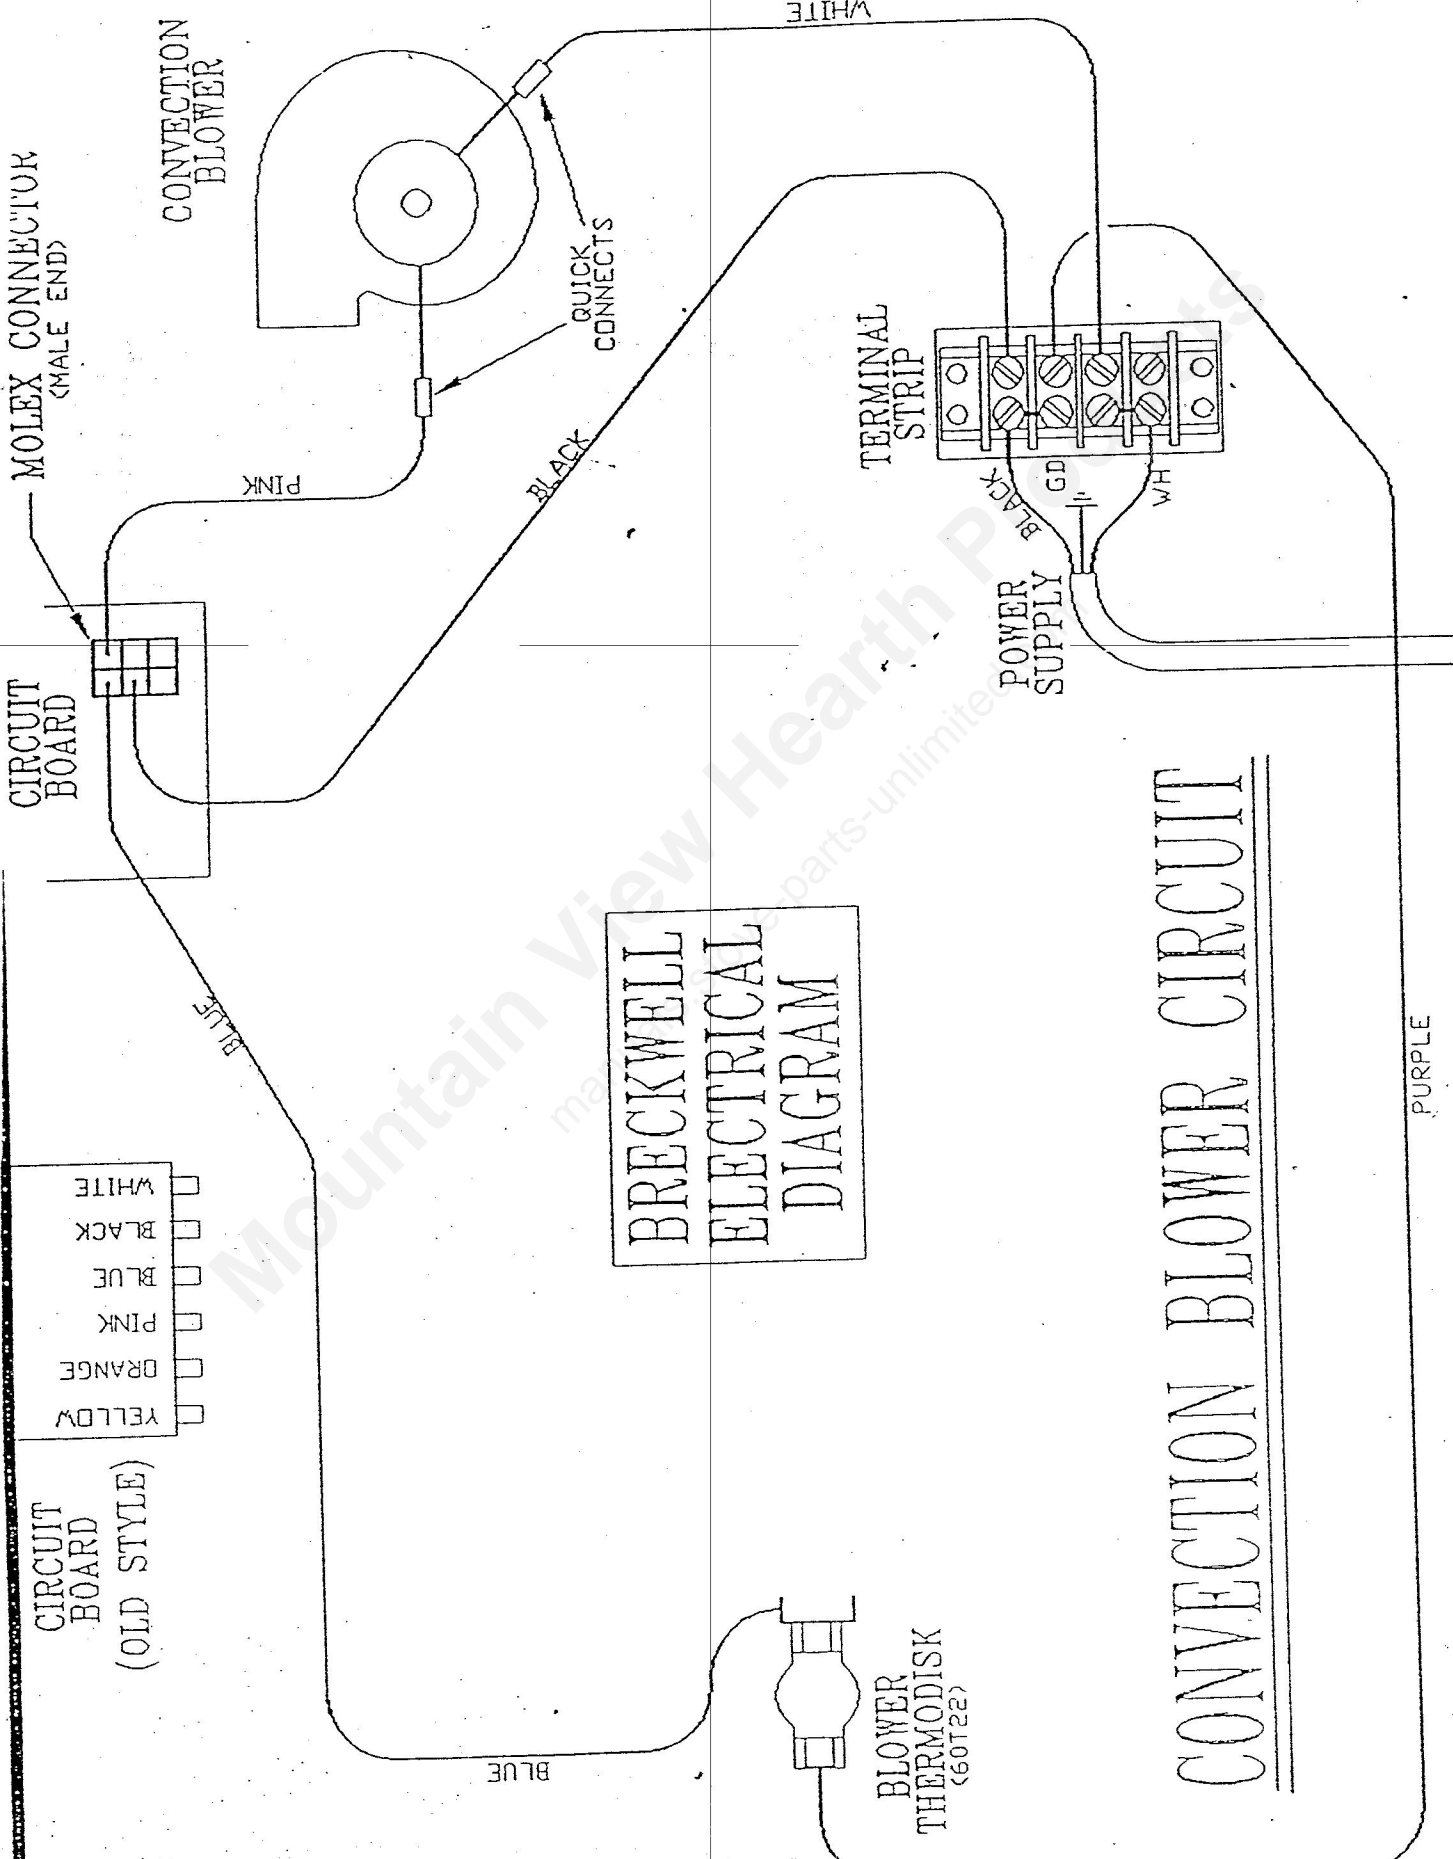 MOLEX CONNECTOR
(MALE END)
CONVECTION
BLOWER
WHITE
QUICK
CONNECTS
PINK
BLACK
CIRCUIT
BOARD
TERMINAL
STRIP
BLACK
GD
WH
POWER
SUPPLY
BLUE
BRECKWELL
ELECTRICAL
DIAGRAM
CONVECTION BLOWER CIRCUIT
PURPLE
WHITE
BLACK
BLUE
PINK
ORANGE
YELLOW
CIRCUIT
BOARD
(OLD STYLE)
BLUE
BLOWER
THERMODISK
(60T22)
Mountain View Hearth Products